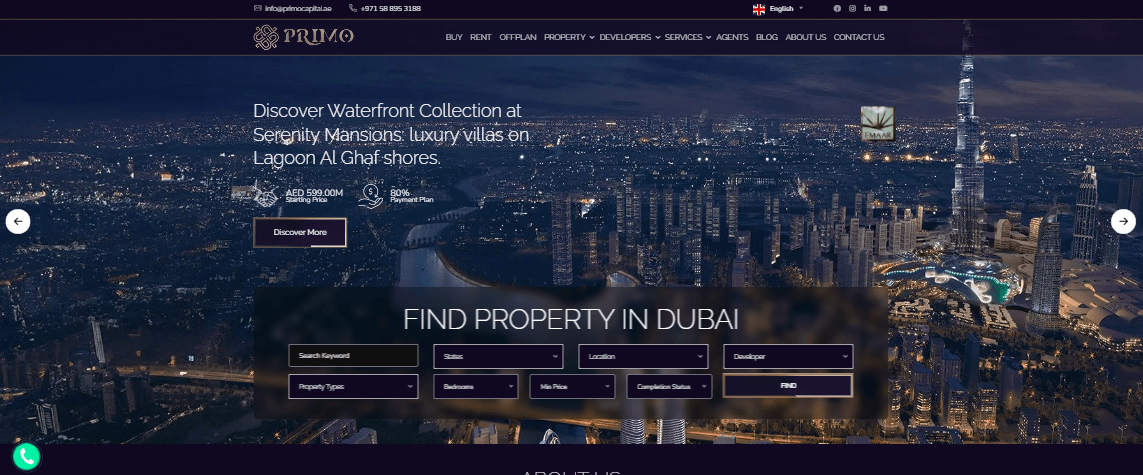 info@primocapital.ae
+971 58 895 3188
English
PRIMO
BUY RENT OFFPLAN PROPERTY DEVELOPERS SERVICES AGENTS BLOG ABOUT US CONTACT US
Discover Waterfront Collection at
Serenity Mansions: luxury villas on
Lagoon Al Ghaf shores.
EMAAR
AED 599.00M
Starting Price
80%
Payment Plan
Discover More
FIND PROPERTY IN DUBAI
Search Keyword
States
Location
Developer
Property Types
Bedrooms
Min Price
Completion Status
FIND
ABOUT US